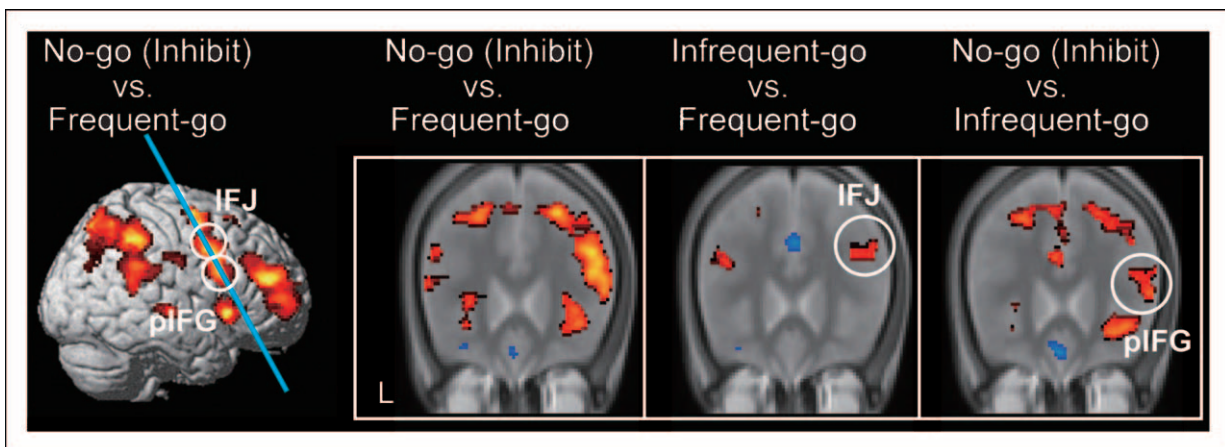 No-go (Inhibit)
vs.
Frequent-go
No-go (Inhibit)
vs.
Frequent-go
Infrequent-go
vs.
Frequent-go
No-go (Inhibit)
vs.
Infrequent-go
IFJ
pIFG
L
IFJ
pIFG